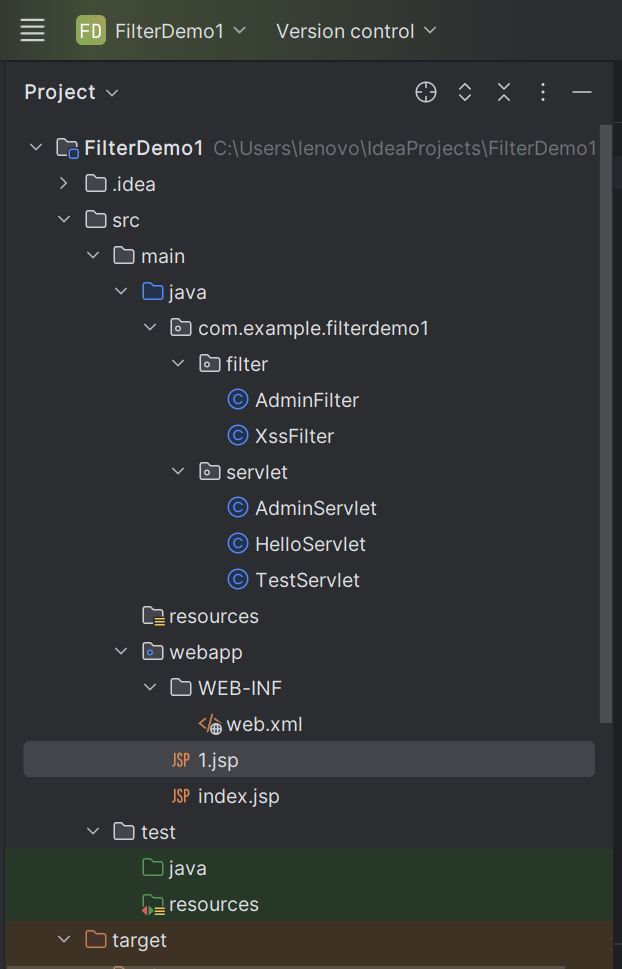 FD FilterDemo1 Version control
Project
FilterDemo1 C:\Users\lenovo\IdeaProjects\FilterDemo1
.idea
src
main
java
com.example.filterdemo1
filter
C AdminFilter
C XssFilter
servlet
C AdminServlet
C HelloServlet
C TestServlet
resources
webapp
WEB-INF
web.xml
JSP 1.jsp
JSP index.jsp
test
java
resources
target